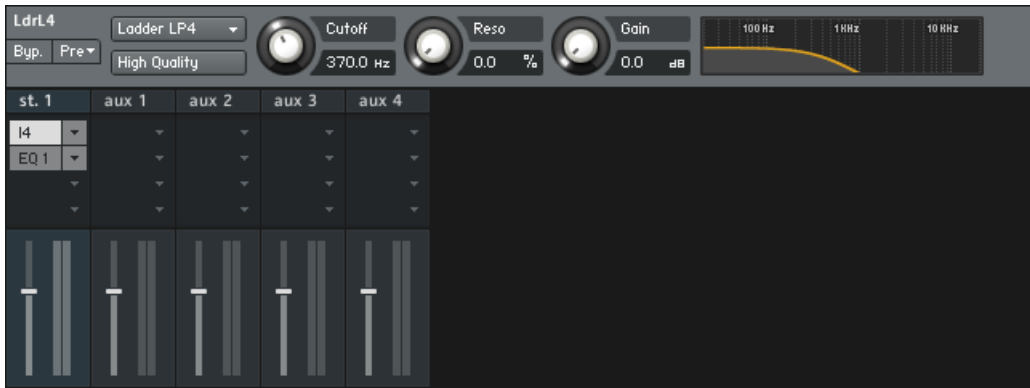 LdrL4
Byp. Pre
Ladder LP4
High Quality
Cutoff
370.0 Hz
Reso
0.0 %
Gain
0.0 dB
100 Hz 1 KHz 10 KHz
st. 1 aux 1 aux 2 aux 3 aux 4
l4
EQ 1